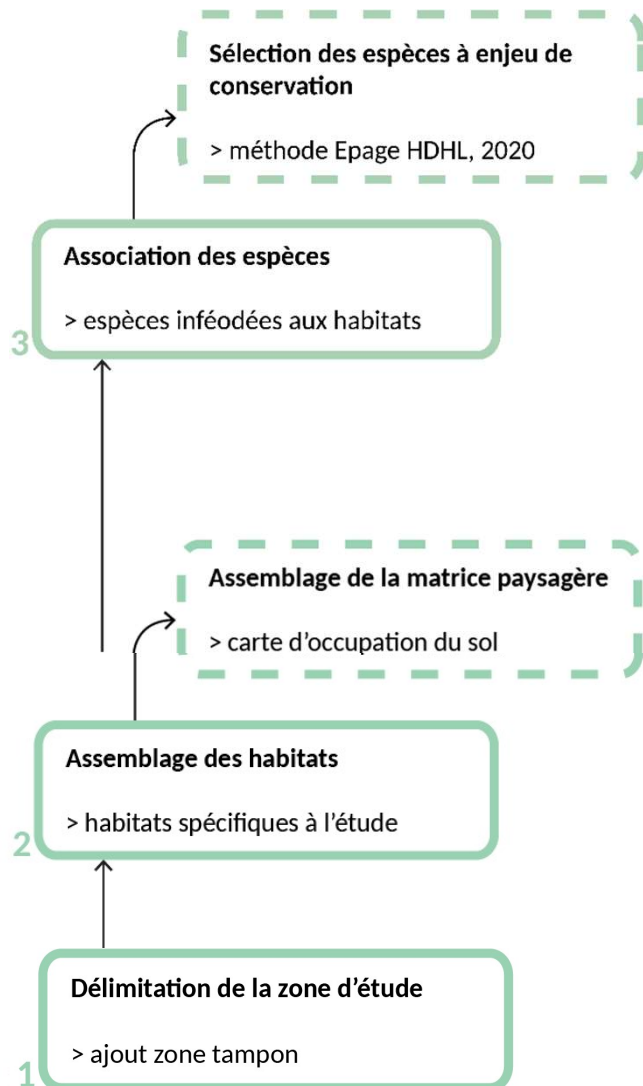 Sélection des espèces à enjeu de
conservation
> méthode Epage HDHL, 2020
Association des espèces
> espèces inféodées aux habitats
3
Assemblage de la matrice paysagère
> carte d’occupation du sol
Assemblage des habitats
> habitats spécifiques à l’étude
2
Délimitation de la zone d’étude
> ajout zone tampon
1